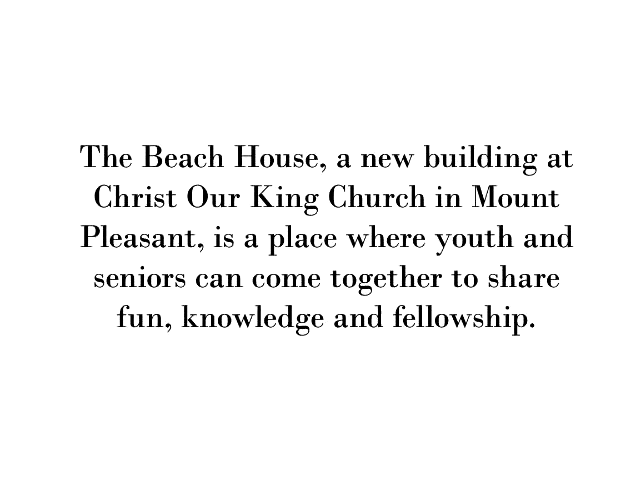 The Beach House, a new building at
Christ Our King Church in Mount
Pleasant, is a place where youth and
seniors can come together to share
fun, knowledge and fellowship.